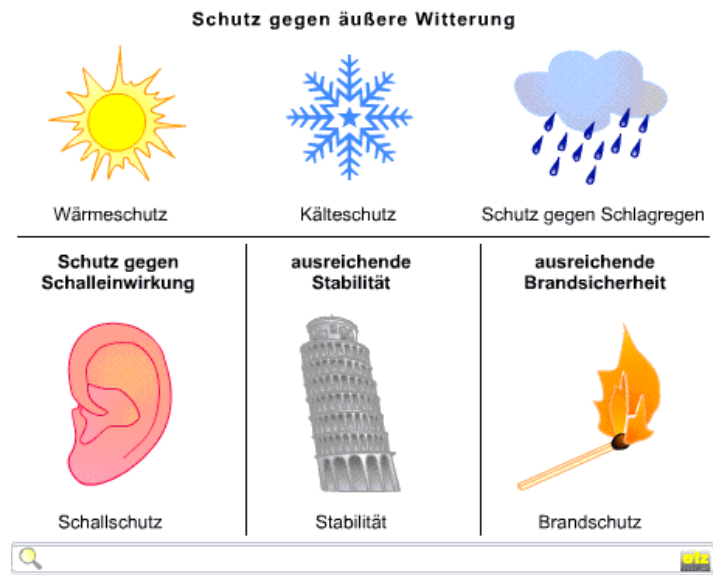 Schutz gegen äußere Witterung
Wärmeschutz
Kälteschutz
Schutz gegen Schlagregen
Schutz gegen
Schalleinwirkung
ausreichende
Stabilität
ausreichende
Brandsicherheit
Schallschutz
Stabilität
Brandschutz